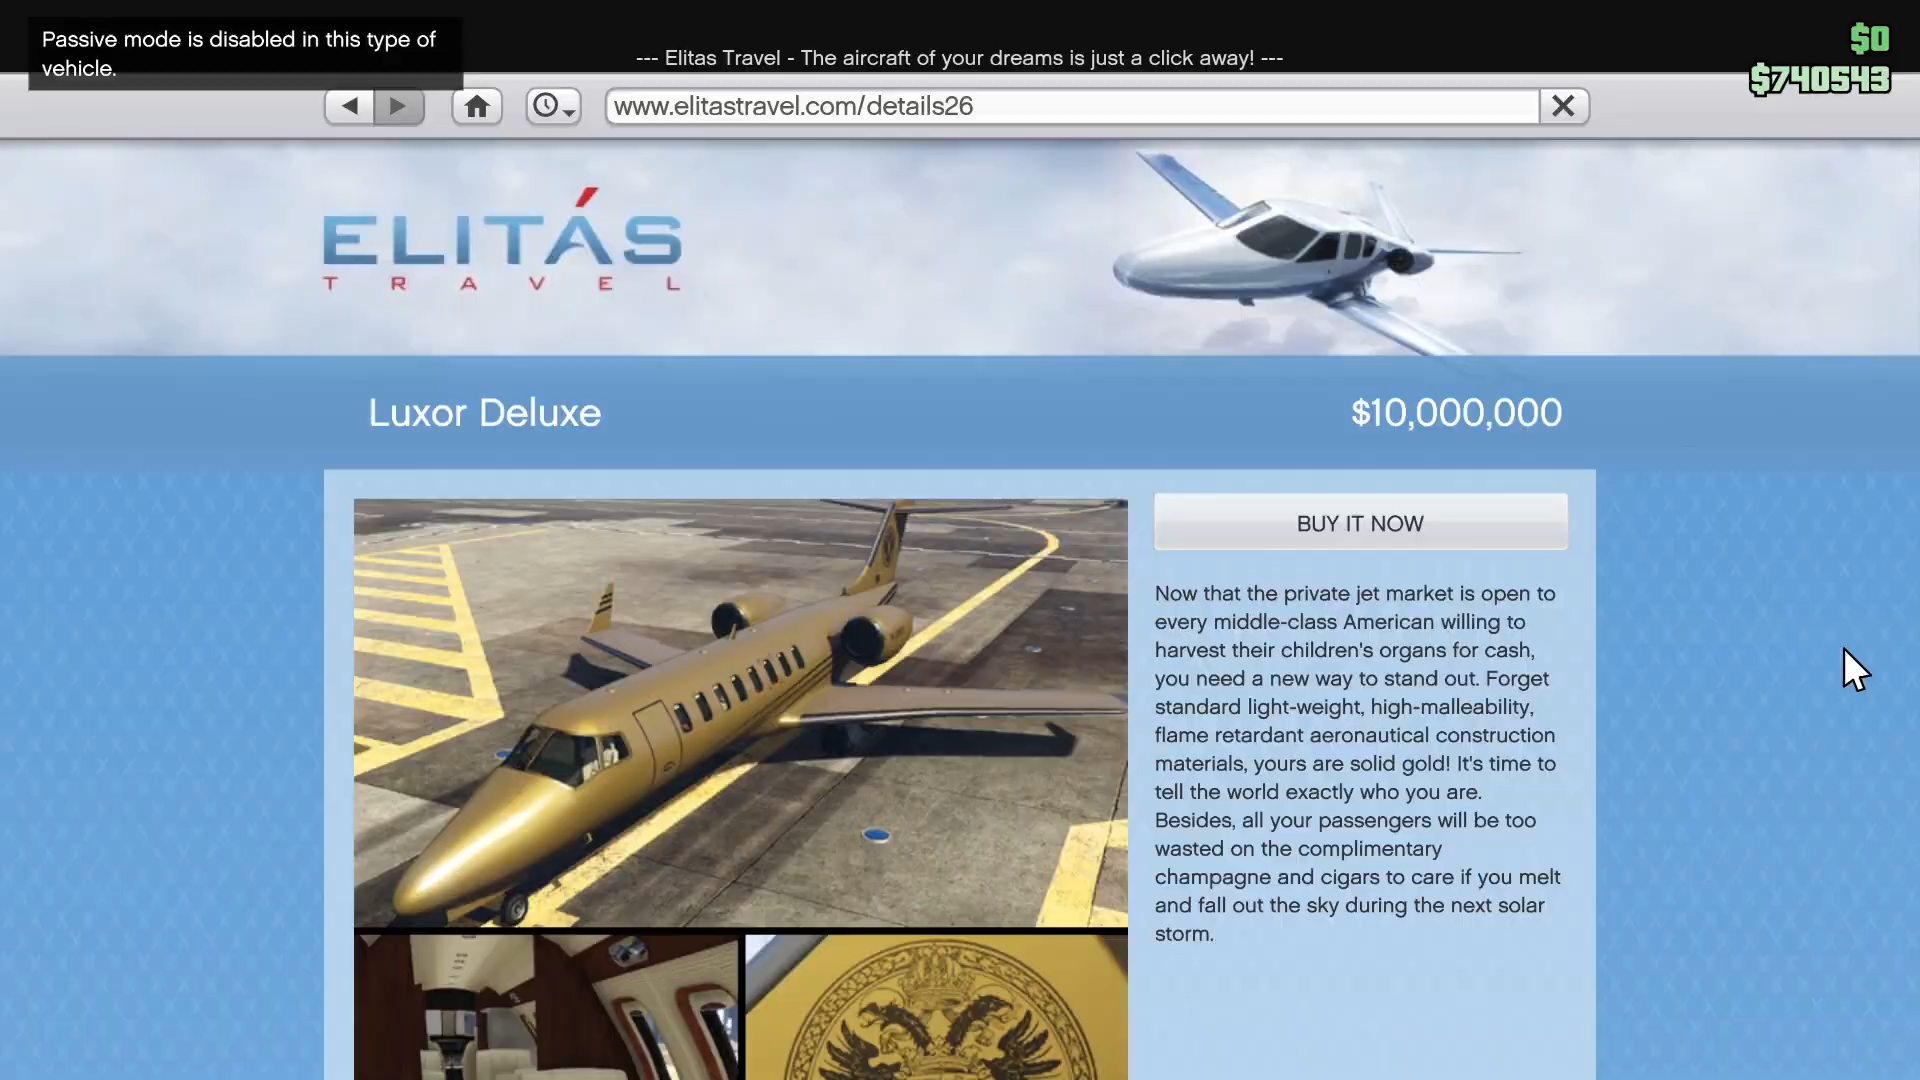 Passive mode is disabled in this type of
vehicle.
--- Elitas Travel - The aircraft of your dreams is just a click away! ---
$0
$740543
www.elitastravel.com/details26
ELITÁS
TRAVEL
Luxor Deluxe
$10,000,000
BUY IT NOW
Now that the private jet market is open to
every middle-class American willing to
harvest their children's organs for cash,
you need a new way to stand out. Forget
standard light-weight, high-malleability,
flame retardant aeronautical construction
materials, yours are solid gold! It's time to
tell the world exactly who you are.
Besides, all your passengers will be too
wasted on the complimentary
champagne and cigars to care if you melt
and fall out the sky during the next solar
storm.